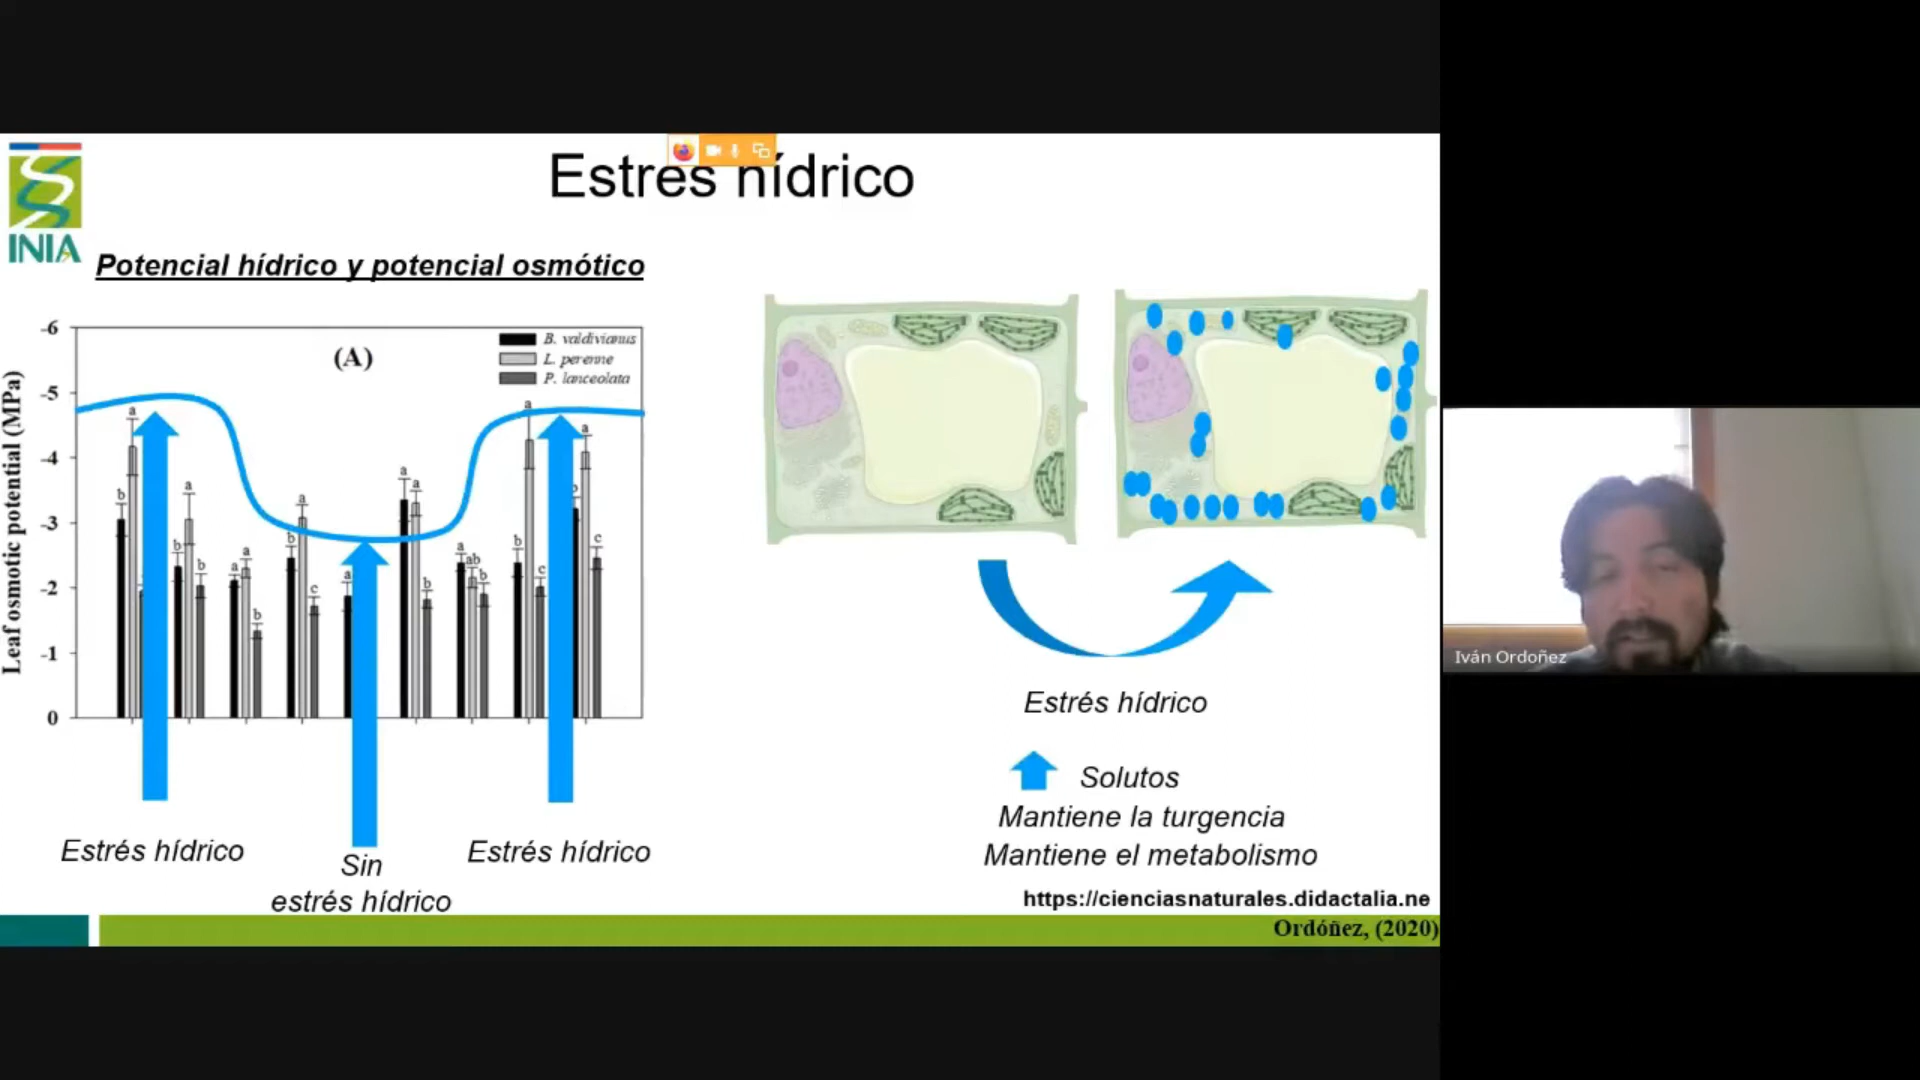 Estrés hídrico
INIA
Potencial hídrico y potencial osmótico
Leaf osmotic potential (MPa)
-6
-5
-4
-3
-2
-1
0
(A)
B. valdivianus
L. perenne
P. lanceolata
b
a
b
a
b
a
a
b
b
a
c
a
a
a
b
a
ab
b
b
a
c
b
a
c
Estrés hídrico
Sin
estrés hídrico
Estrés hídrico
Estrés hídrico
Solutos
Mantiene la turgencia
Mantiene el metabolismo
https://cienciasnaturales.didactalia.ne
Ordóñez, (2020)
Iván Ordoñez